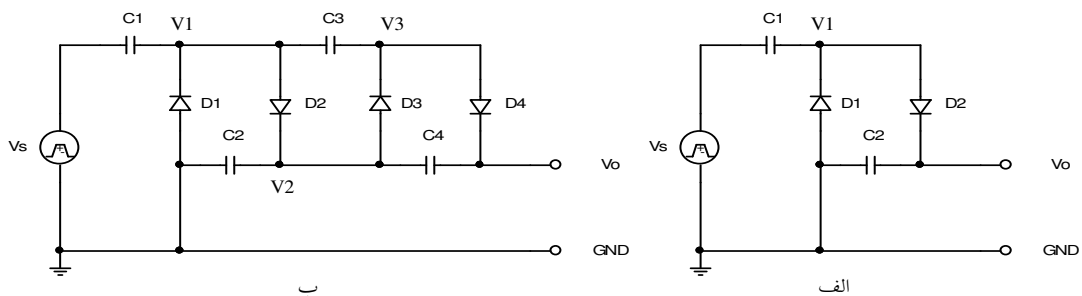 C1 V1 C3 V3
D1 D2 D3 D4
C2 C4
Vs
V2
Vo
GND
ب
C1 V1
D1 D2
C2
Vs
Vo
GND
الف